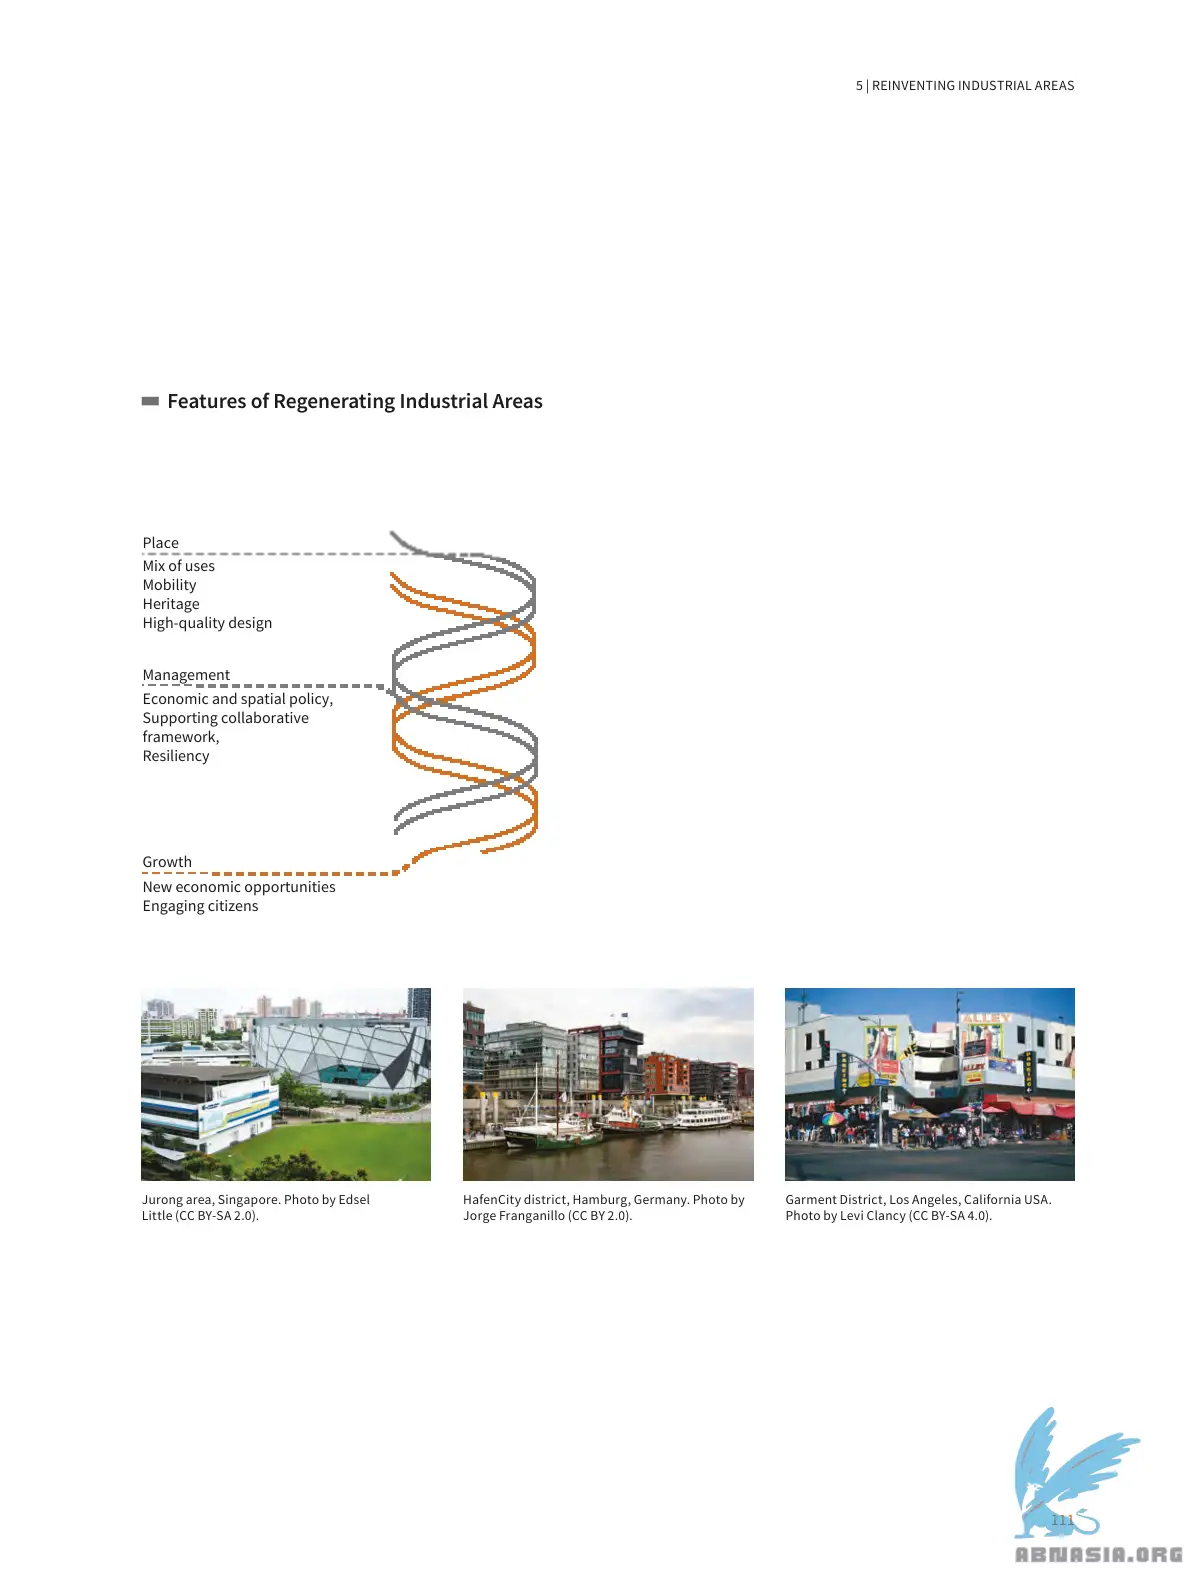 5 | REINVENTING INDUSTRIAL AREAS
Features of Regenerating Industrial Areas
Place
Mix of uses
Mobility
Heritage
High-quality design
Management
Economic and spatial policy,
Supporting collaborative
framework,
Resiliency
Growth
New economic opportunities
Engaging citizens
ALLEY
PARKING
ALLEY
PARKING
Jurong area, Singapore. Photo by Edsel
Little (CC BY-SA 2.0).
HafenCity district, Hamburg, Germany. Photo by
Jorge Franganillo (CC BY 2.0).
Garment District, Los Angeles, California USA.
Photo by Levi Clancy (CC BY-SA 4.0).
111
ABNASIA.ORG